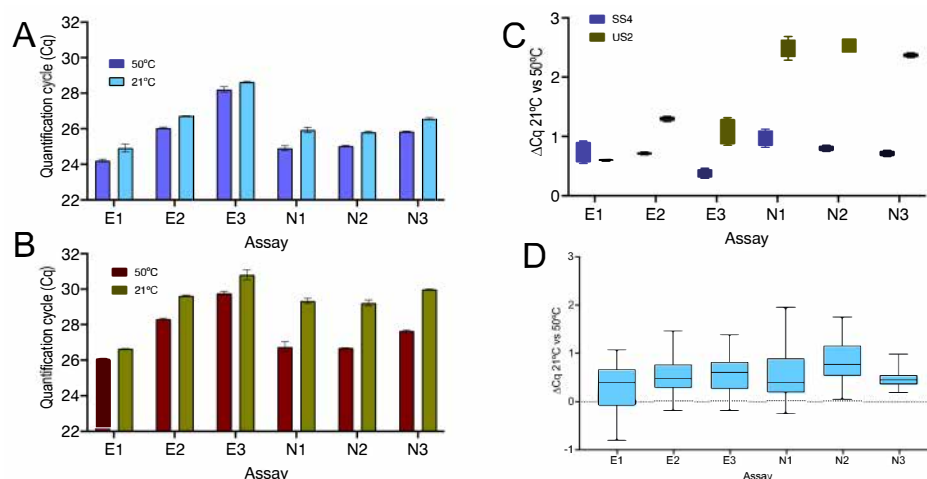 A
Quantification cycle (Cq)
32
30
28
26
24
22
50ºC
21ºC
E1 E2 E3 N1 N2 N3
Assay
B
Quantification cycle (Cq)
32
30
28
26
24
22
50ºC
21ºC
E1 E2 E3 N1 N2 N3
Assay
C
ΔCq 21ºC vs 50ºC
3
2
1
0
SS4
US2
E1 E2 E3 N1 N2 N3
Assay
D
ΔCq 21ºC vs 50ºC
3
2
1
0
-1
E1 E2 E3 N1 N2 N3
Assay